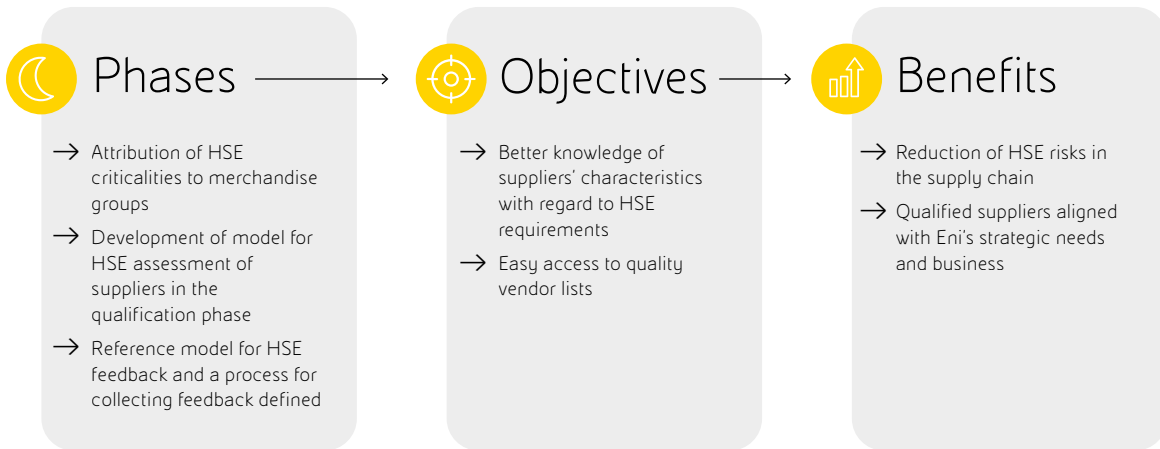 Phases
Attribution of HSE
criticalities to merchandise
groups
Development of model for
HSE assessment of
suppliers in the
qualification phase
Reference model for HSE
feedback and a process for
collecting feedback defined
Objectives
Better knowledge of
suppliers' characteristics
with regard to HSE
requirements
Easy access to quality
vendor lists
Benefits
Reduction of HSE risks in
the supply chain
Qualified suppliers aligned
with Eni's strategic needs
and business